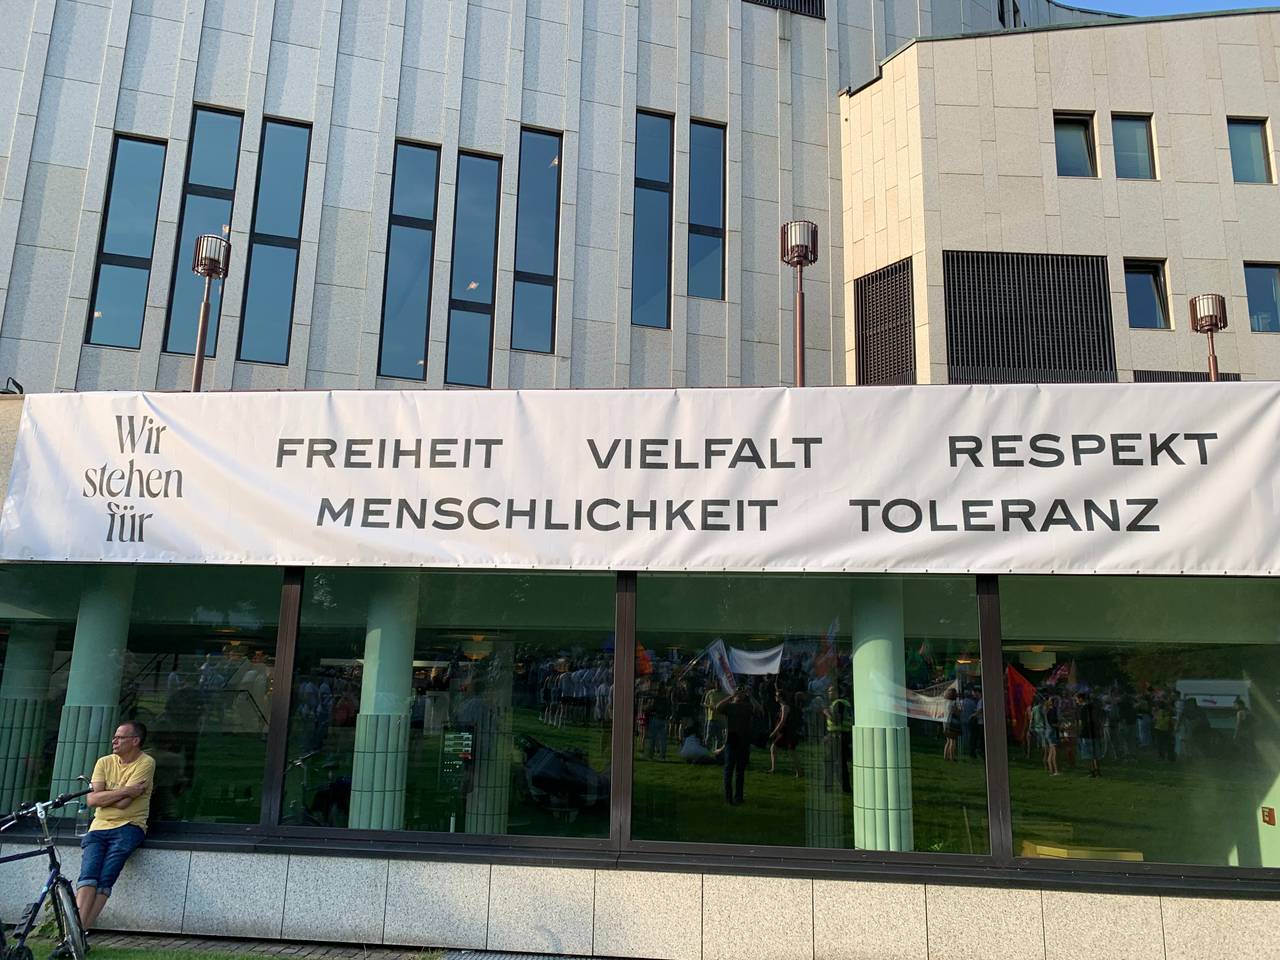 Wir
stehen
für
FREIHEIT VIELFALT RESPEKT
MENSCHLICHKEIT TOLERANZ